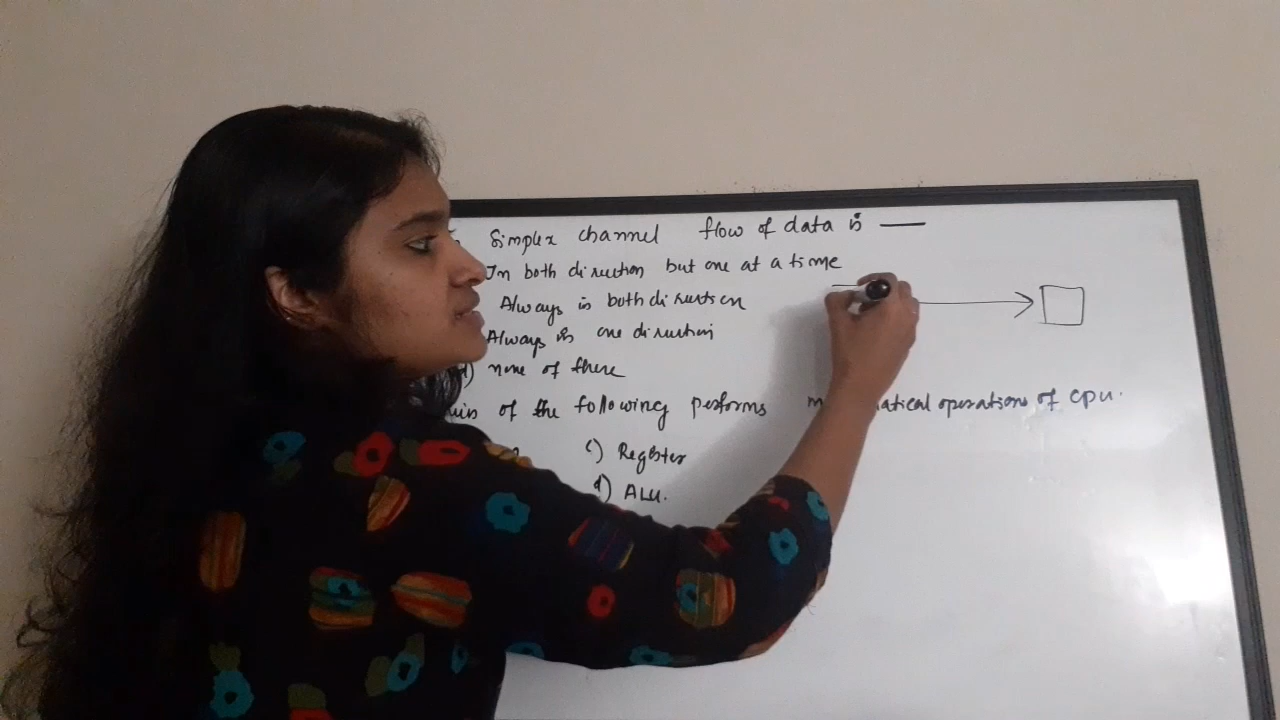 Simplex channel flow of data is —
In both direction but one at a time
Always in both direction
Always in one direction
d) none of these
of the following performs operations of CPU.
c) Register
d) ALU.